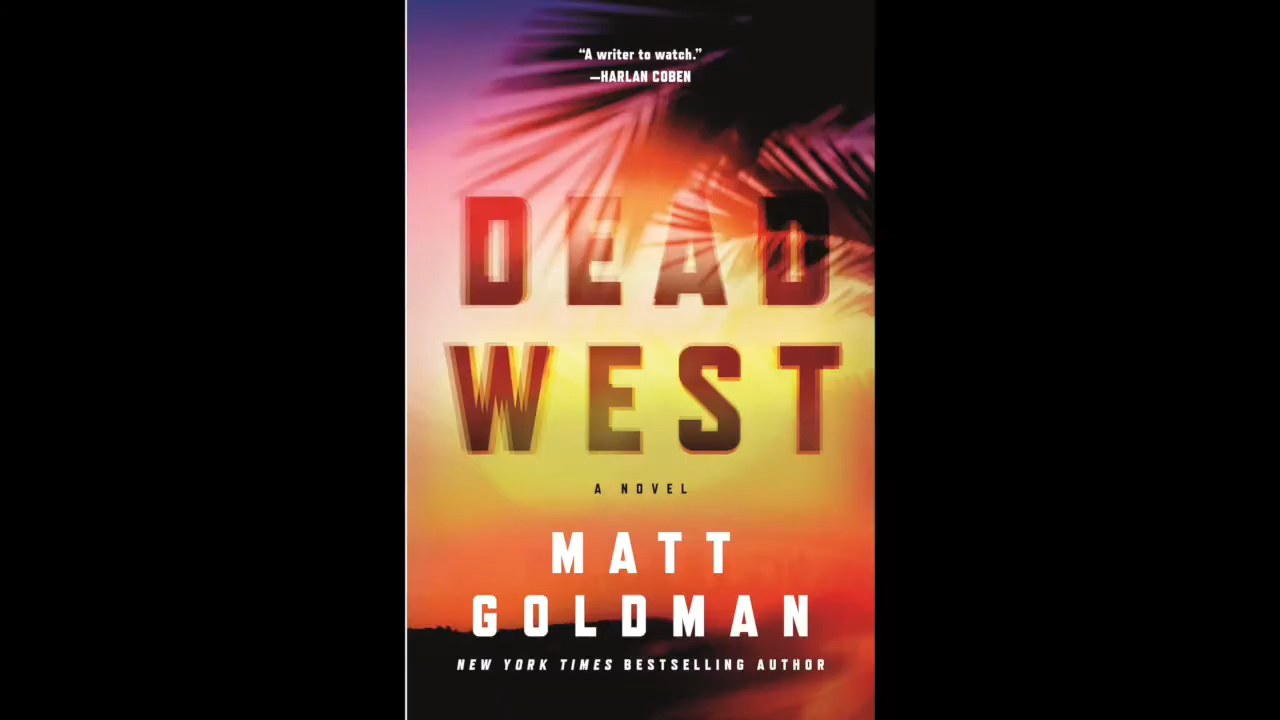 “A writer to watch.”
—HARLAN COBEN
DEAD
WEST
A NOVEL
MATT
GOLDMAN
NEW YORK TIMES BESTSELLING AUTHOR